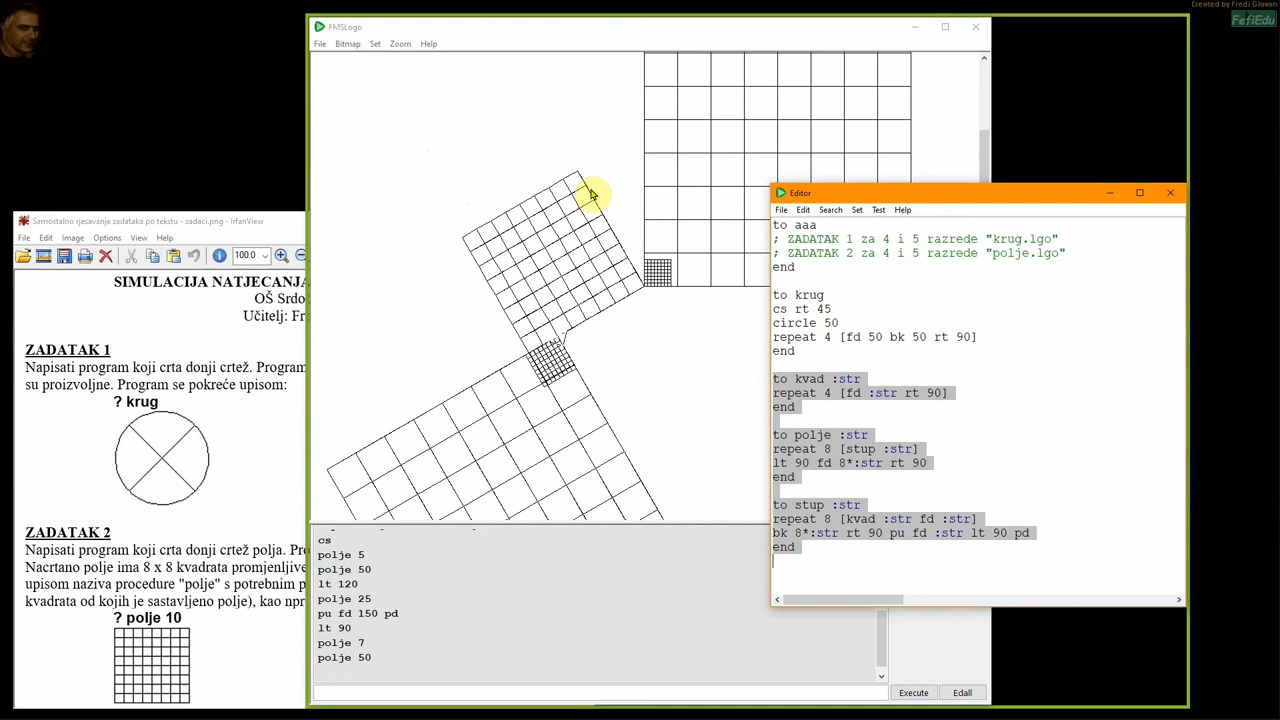 Created by Fredi Glavan
FefiEdu
FMSLogo
File Bitmap Set Zoom Help
Samostalno rjesavanje zadataka po tekstu - zadaci.png - IrfanView
File Edit Image Options View Help
100.0
SIMULACIJA NATJECANJA
OŠ Srdo
Učitelj: Fre
ZADATAK 1
Napisati program koji crta donji crtež. Program
su proizvoljne. Program se pokreće upisom:
? krug
ZADATAK 2
Napisati program koji crta donji crtež polja. Pro
Nacrtano polje ima 8 x 8 kvadrata promjenljive
upisom naziva procedure "polje" s potrebnim p
kvadrata od kojih je sastavljeno polje), kao npr
? polje 10
Editor
File Edit Search Set Test Help
to aaa
; ZADATAK 1 za 4 i 5 razrede "krug.lgo"
; ZADATAK 2 za 4 i 5 razrede "polje.lgo"
end
to krug
cs rt 45
circle 50
repeat 4 [fd 50 bk 50 rt 90]
end
to kvad :str
repeat 4 [fd :str rt 90]
end
to polje :str
repeat 8 [stup :str]
lt 90 fd 8*:str rt 90
end
to stup :str
repeat 8 [kvad :str fd :str]
bk 8*:str rt 90 pu fd :str lt 90 pd
end
cs
polje 5
polje 50
lt 120
polje 25
pu fd 150 pd
lt 90
polje 7
polje 50
Execute
Edall